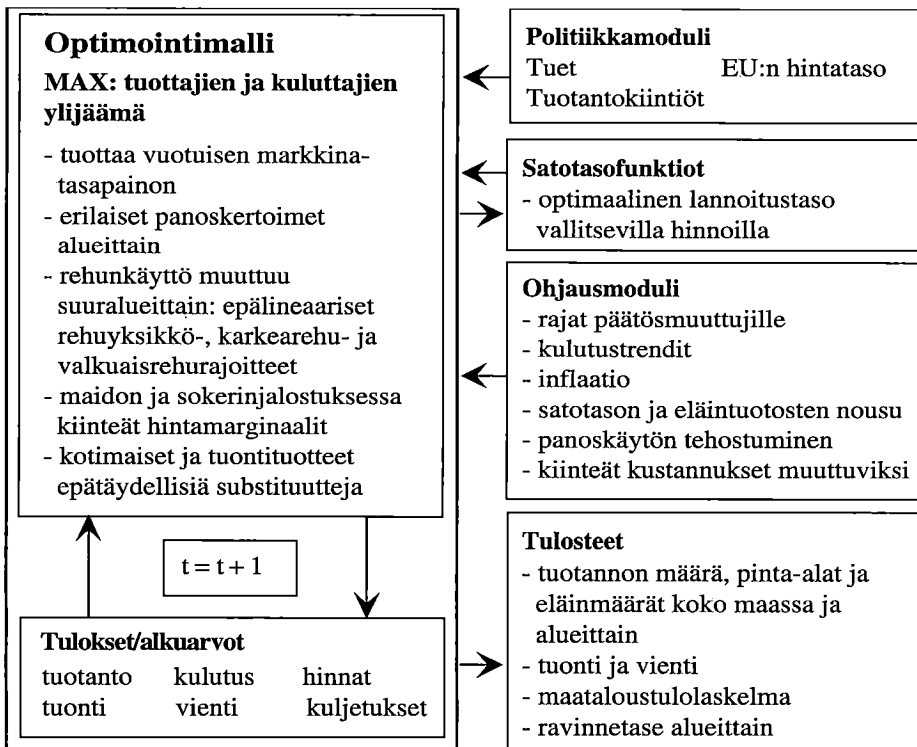 Optimointimalli
MAX: tuottajien ja kuluttajien
ylijäämä
- tuottaa vuotuisen markkina-
tasapainon
- erilaiset panoskertoimet
alueittain
- rehunkäyttö muuttuu
suuralueittain: epälineaariset
rehuyksikkö-, karkearehu- ja
valkuaisrehurajoitteet
- maidon ja sokerinjalostuksessa
kiinteät hintamarginaalit
- kotimaiset ja tuontituotteet
epätäydellisiä substituutteja
t = t + 1
Tulokset/alkuarvot
tuotanto kulutus hinnat
tuonti vienti kuljetukset
Politiikkamoduli
Tuet EU:n hintataso
Tuotantokiintiöt
Satotasofunktiot
- optimaalinen lannoitustaso
vallitsevilla hinnoilla
Ohjausmoduli
- rajat päätösmuuttujille
- kulutustrendit
- inflaatio
- satotason ja eläintuotosten nousu
- panoskäytön tehostuminen
- kiinteät kustannukset muuttuviksi
Tulosteet
- tuotannon määrä, pinta-alat ja
eläinmäärät koko maassa ja
alueittain
- tuonti ja vienti
- maataloustulolaskelma
- ravinnetase alueittain